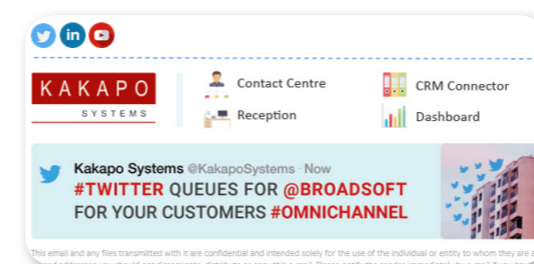 in
KAKAPO
SYSTEMS
Contact Centre
CRM Connector
Reception
Dashboard
Kakapo Systems @KakapoSystems · Now
#TWITTER QUEUES FOR @BROADSOFT
FOR YOUR CUSTOMERS #OMNICHANNEL
This email and any files transmitted with it are confidential and intended solely for the use of the individual or entity to whom they are a